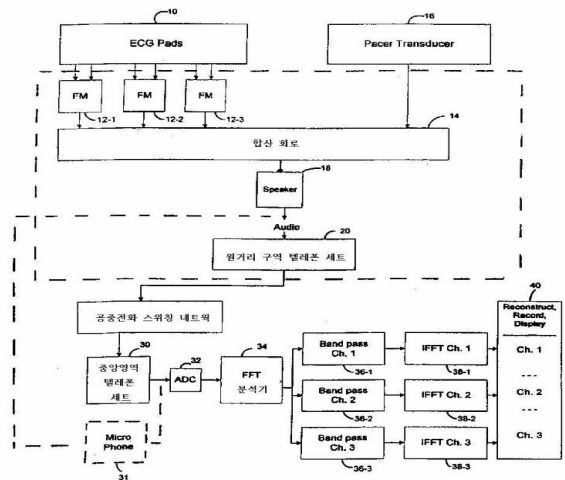 10
16
ECG Pads
Pacer Transducer
FM
FM
FM
12-1
12-2
12-3
14
합산 회로
18
Speaker
Audio
20
원거리 구역 텔레폰 세트
공중전화 스위칭 네트웍
40
Reconstruct,
Record,
Display
30
중앙영역
텔레폰
세트
32
ADC
34
FFT
분석기
Band pass
Ch. 1
36-1
IFFT Ch. 1
38-1
Ch. 1
---
Band pass
Ch. 2
36-2
IFFT Ch. 2
38-2
Ch. 2
---
Band pass
Ch. 3
36-3
IFFT Ch. 3
38-3
Ch. 3
Micro
Phone
31